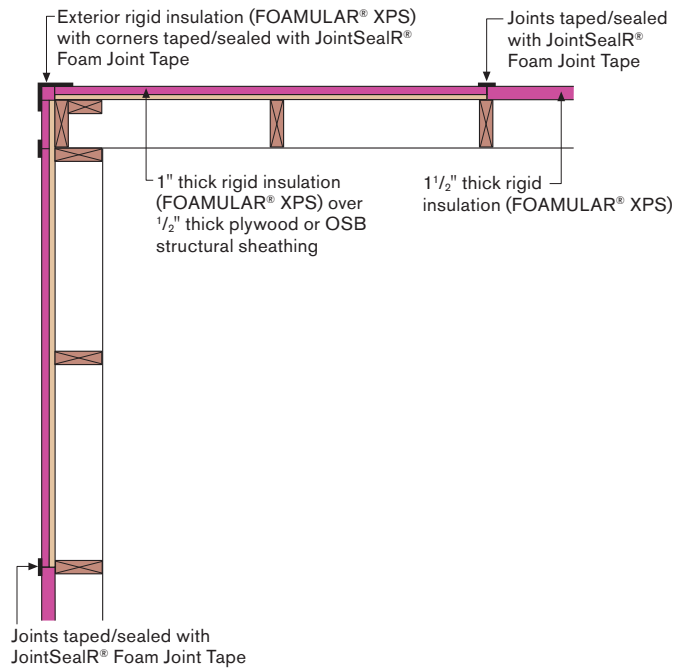 Exterior rigid insulation (FOAMULAR® XPS)
with corners taped/sealed with JointSealR®
Foam Joint Tape
Joints taped/sealed
with JointSealR®
Foam Joint Tape
1" thick rigid insulation
(FOAMULAR® XPS) over
1/2" thick plywood or OSB
structural sheathing
1 1/2" thick rigid
insulation (FOAMULAR® XPS)
Joints taped/sealed with
JointSealR® Foam Joint Tape